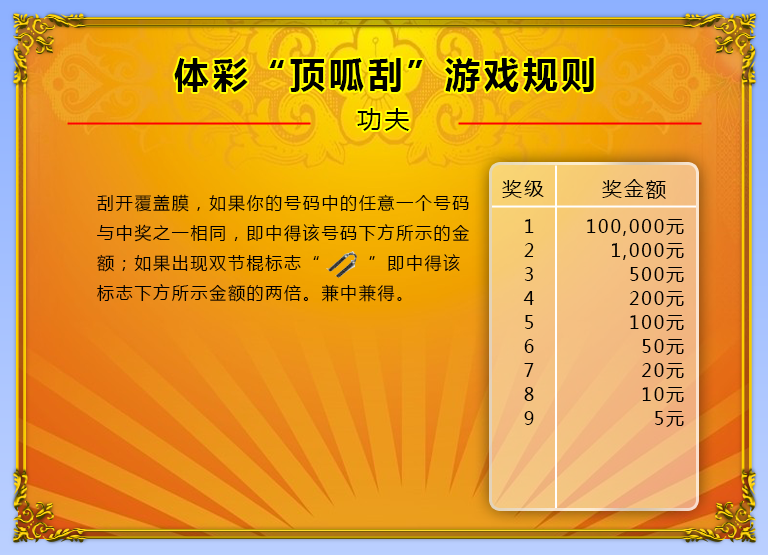 体彩“顶呱刮”游戏规则
功夫
刮开覆盖膜，如果你的号码中的任意一个号码
与中奖之一相同，即中得该号码下方所示的金
额；如果出现双节棍标志“ ”即中得该
标志下方所示金额的两倍。兼中兼得。
奖级 奖金额
1 100,000元
2 1,000元
3 500元
4 200元
5 100元
6 50元
7 20元
8 10元
9 5元